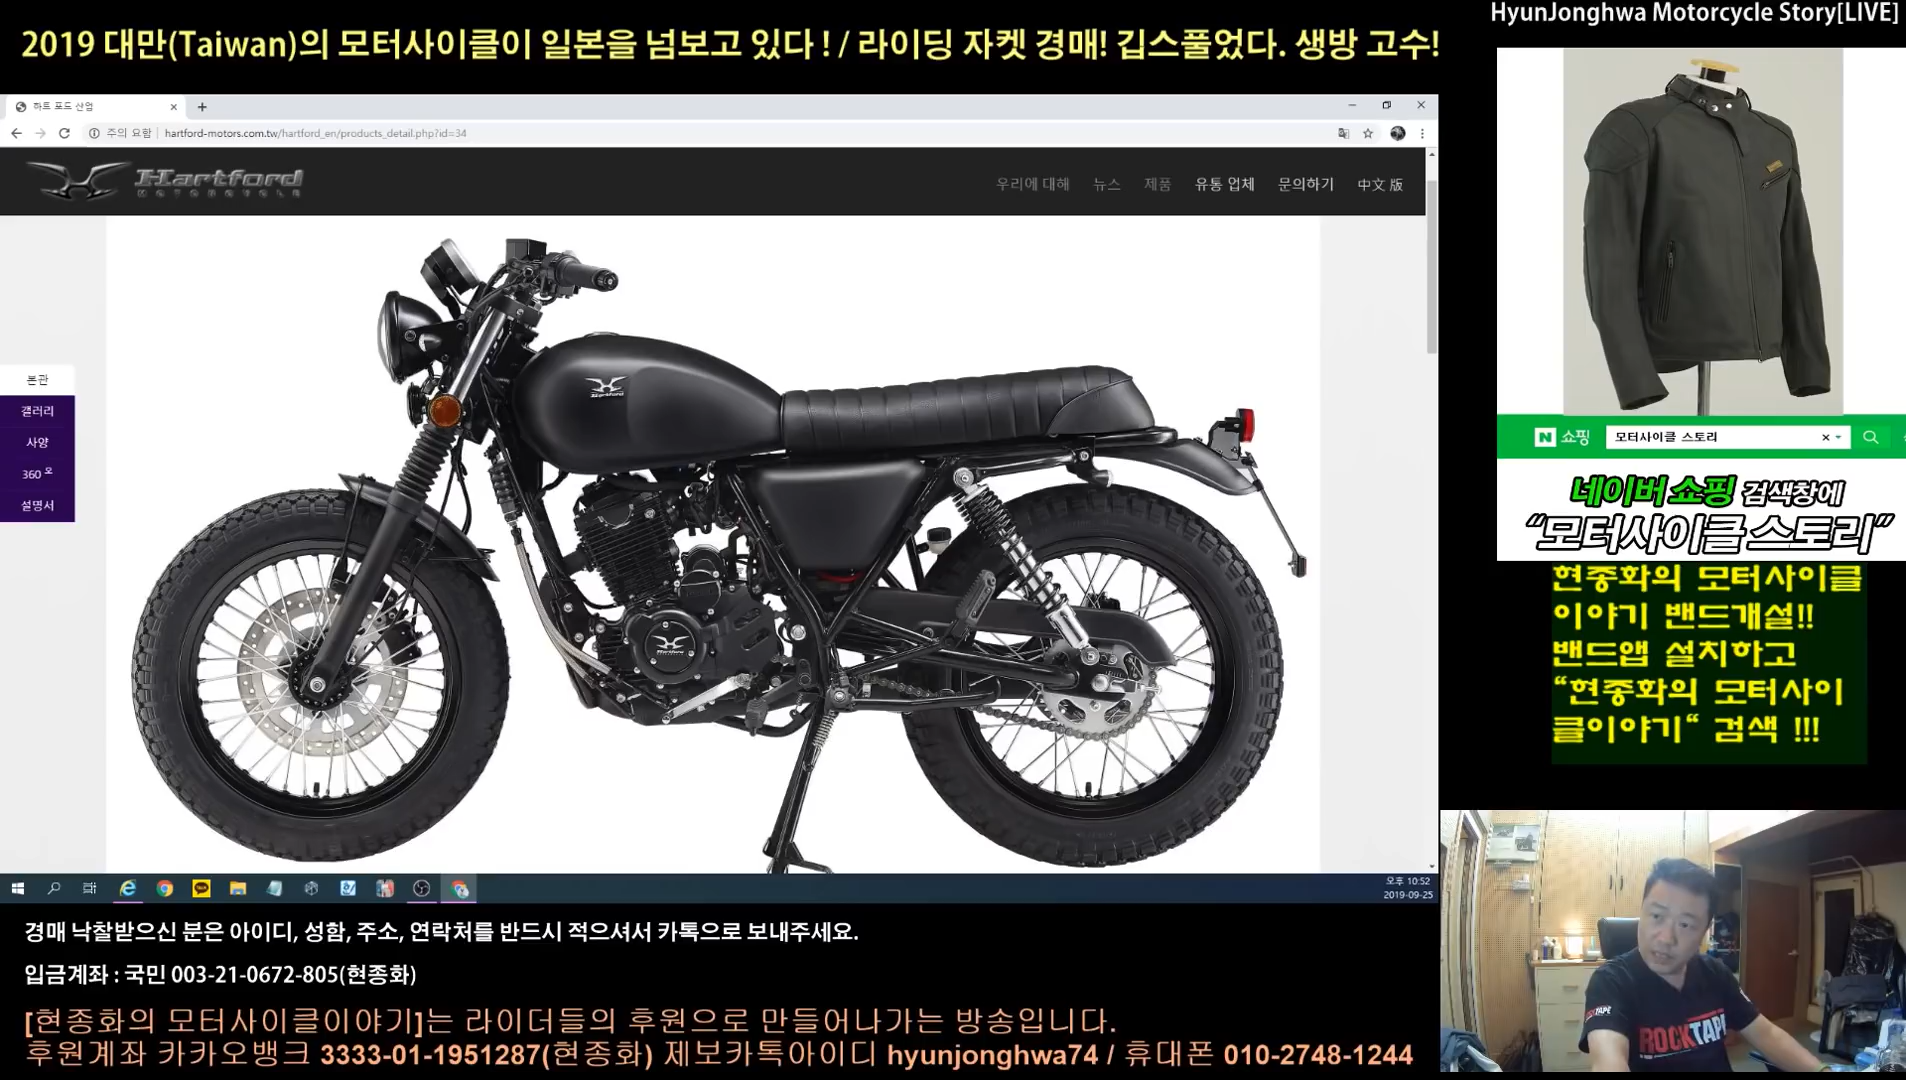 HyunJonghwa Motorcycle Story[LIVE]
2019 대만(Taiwan)의 모터사이클이 일본을 넘보고 있다 ! / 라이딩 자켓 경매! 깁스풀었다. 생방 고수!
하트 포드 산업
주의 요함
hartford-motors.com.tw/hartford_en/products_detail.php?id=34
Hartford
MOTORCYCLE
우리에 대해 뉴스 제품 유통 업체 문의하기 中文 版
본관
갤러리
사양
360 º
설명서
Hartford
Hartford
N 쇼핑 모터사이클 스토리
네이버 쇼핑 검색창에
“모터사이클 스토리”
현종화의 모터사이클
이야기 밴드개설!!
밴드앱 설치하고
“현종화의 모터사이
클이야기“ 검색 !!!
오후 10:52
2019-09-25
경매 낙찰받으신 분은 아이디, 성함, 주소, 연락처를 반드시 적으셔서 카톡으로 보내주세요.
입금계좌 : 국민 003-21-0672-805(현종화)
[현종화의 모터사이클이야기]는 라이더들의 후원으로 만들어나가는 방송입니다.
후원계좌 카카오뱅크 3333-01-1951287(현종화) 제보카톡아이디 hyunjonghwa74 / 휴대폰 010-2748-1244
ROCKTAPE